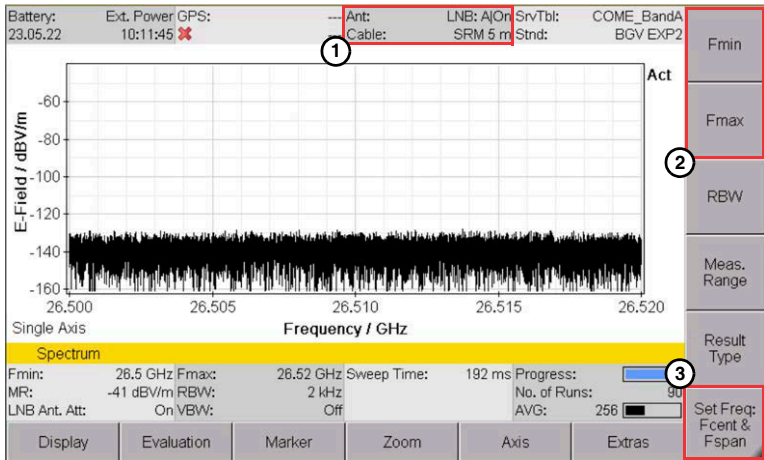 Battery: Ext. Power GPS: --- Ant: LNB: A|On SrvTbl: COME_BandA
23.05.22 10:11:45 --- Cable: SRM 5 m Stnd: BGV EXP2
1
Fmin
Act
Fmax
2
RBW
Meas.
Range
Result
Type
3
Set Freq:
Fcent &
Fspan
E-Field / dBV/m
-60
-80
-100
-120
-140
-160
26.500 26.505 26.510 26.515 26.520
Single Axis Frequency / GHz
Spectrum
Fmin: 26.5 GHz Fmax: 26.52 GHz Sweep Time: 192 ms Progress:
MR: -41 dBV/m RBW: 2 kHz No. of Runs: 90
LNB Ant. Att: On VBW: Off AVG: 256
Display Evaluation Marker Zoom Axis Extras